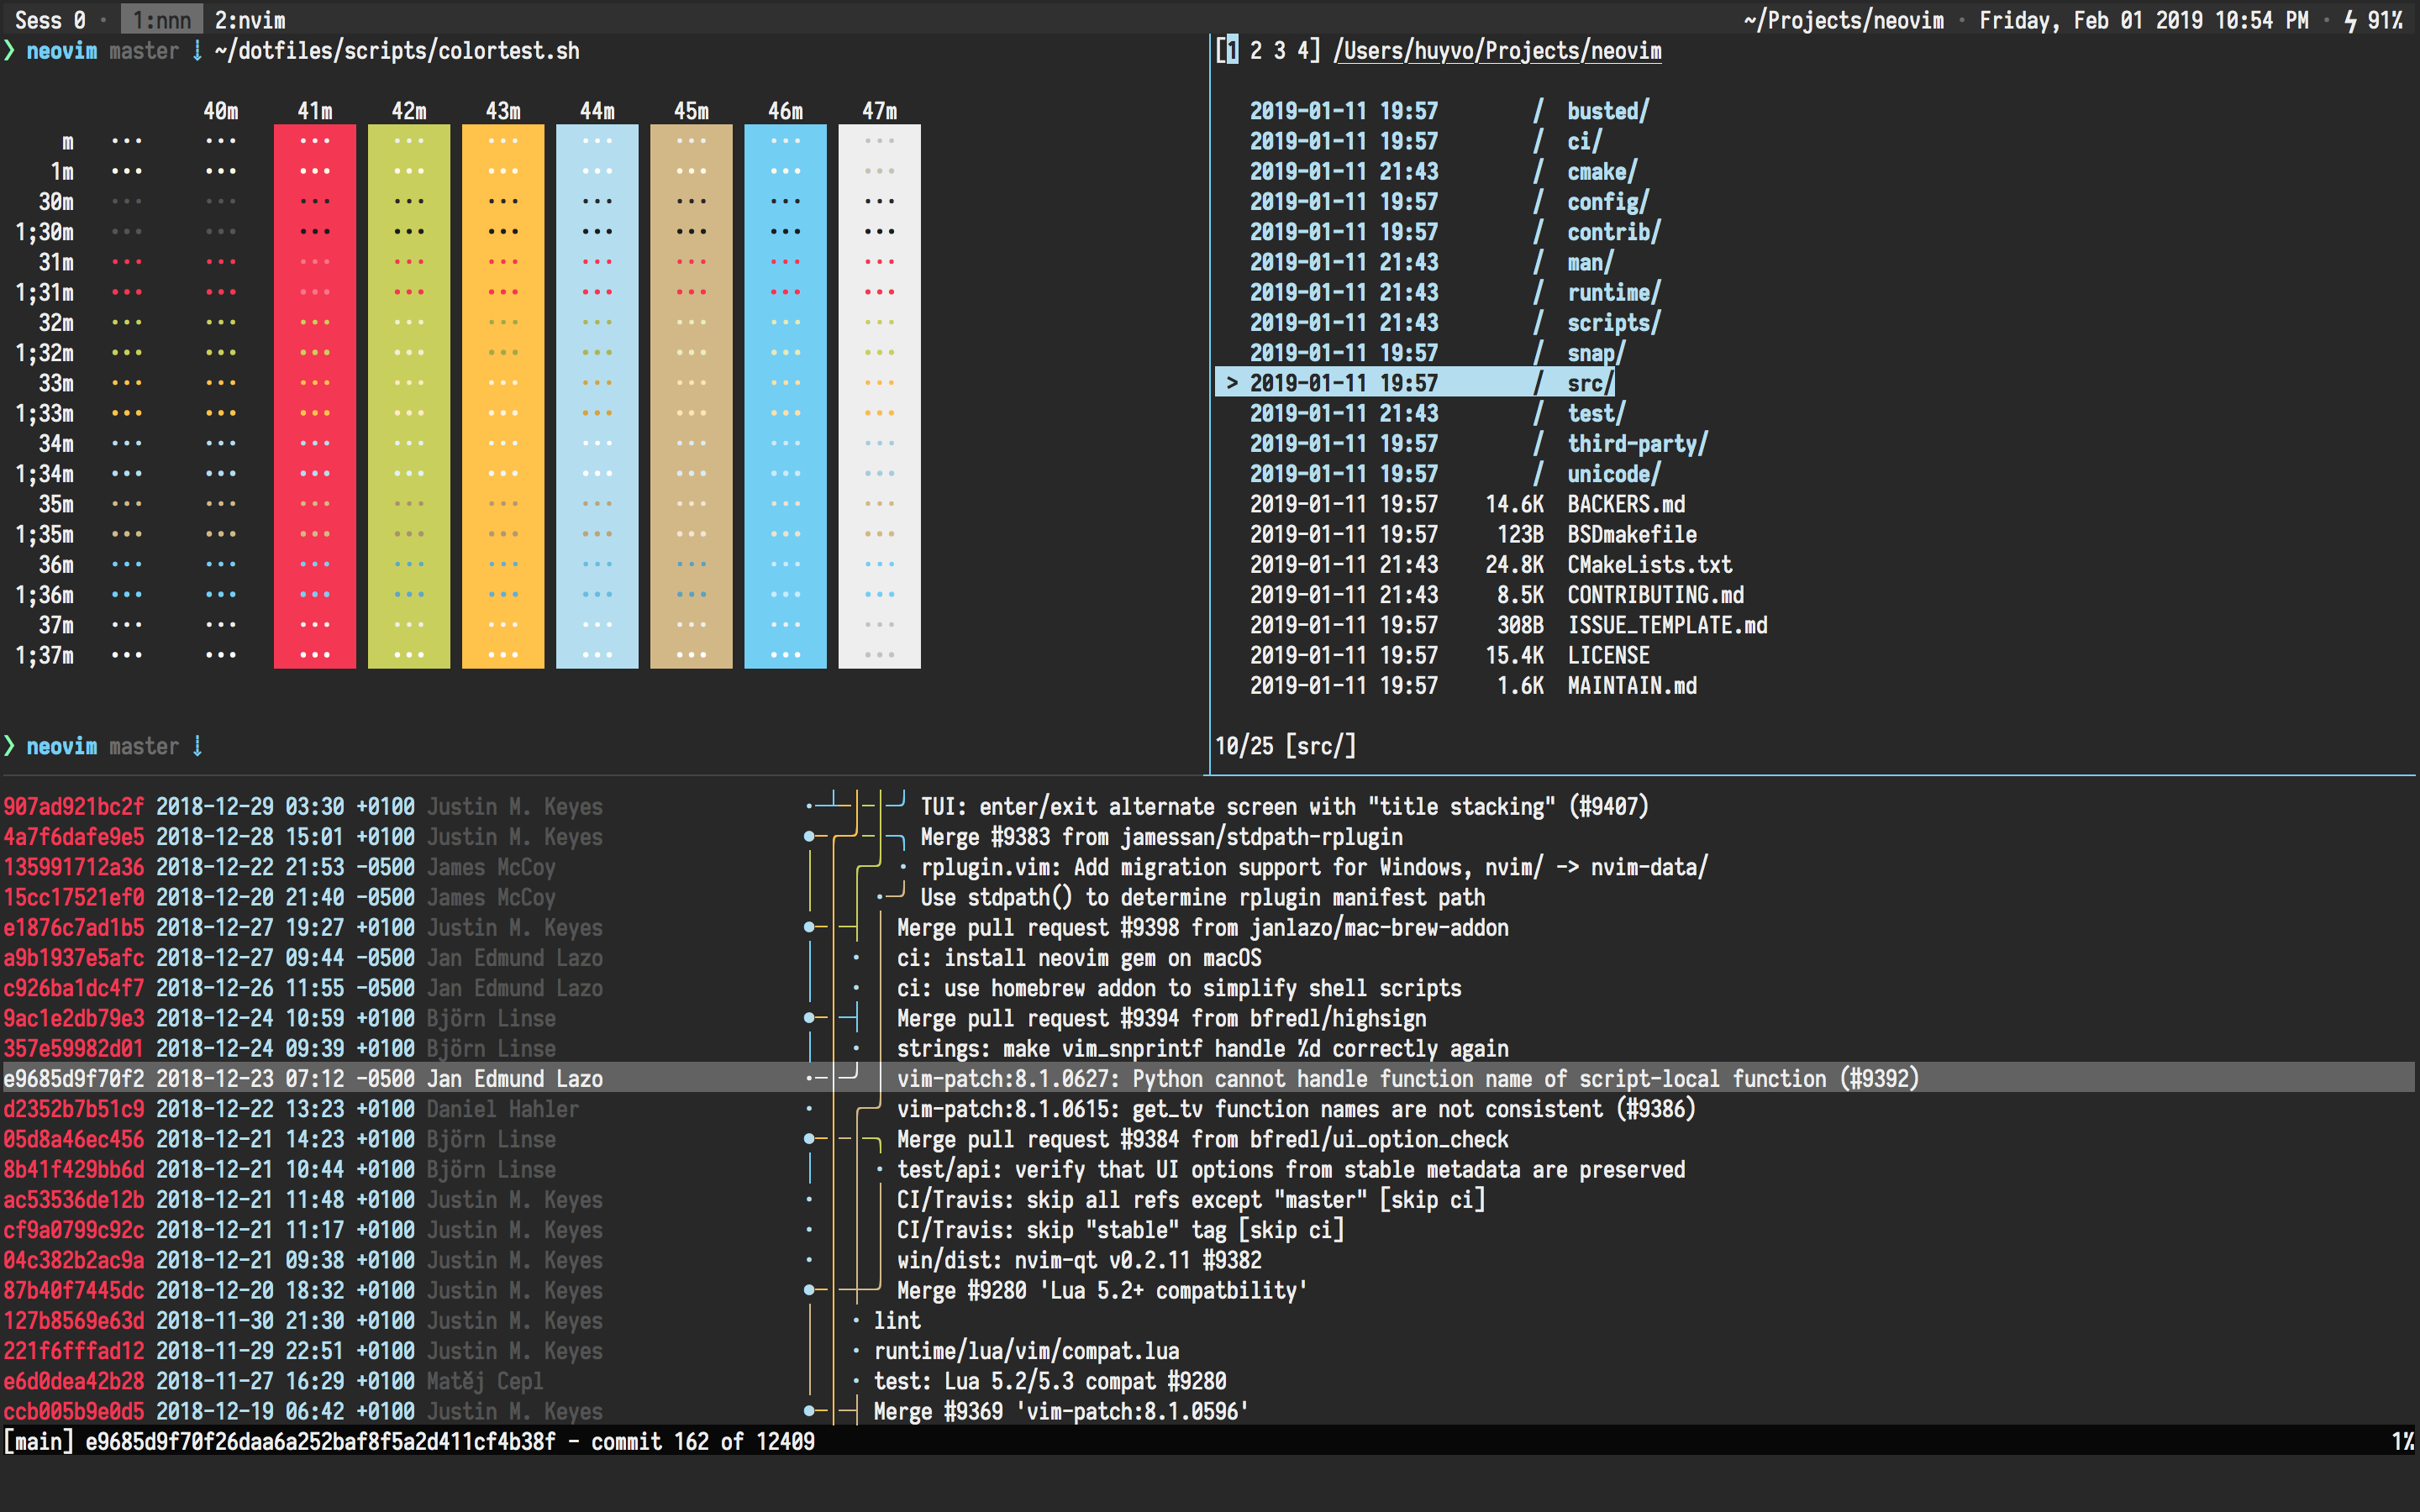 Sess 0 · 1:nnn 2:nvim ~/Projects/neovim · Friday, Feb 01 2019 10:54 PM · ϟ 91%
❯ neovim master ⇣ ~/dotfiles/scripts/colortest.sh
40m 41m 42m 43m 44m 45m 46m 47m
m ••• ••• ••• ••• ••• ••• ••• ••• •••
1m ••• ••• ••• ••• ••• ••• ••• ••• •••
30m ••• ••• ••• ••• ••• ••• ••• ••• •••
1;30m ••• ••• ••• ••• ••• ••• ••• ••• •••
31m ••• ••• ••• ••• ••• ••• ••• ••• •••
1;31m ••• ••• ••• ••• ••• ••• ••• ••• •••
32m ••• ••• ••• ••• ••• ••• ••• ••• •••
1;32m ••• ••• ••• ••• ••• ••• ••• ••• •••
33m ••• ••• ••• ••• ••• ••• ••• ••• •••
1;33m ••• ••• ••• ••• ••• ••• ••• ••• •••
34m ••• ••• ••• ••• ••• ••• ••• ••• •••
1;34m ••• ••• ••• ••• ••• ••• ••• ••• •••
35m ••• ••• ••• ••• ••• ••• ••• ••• •••
1;35m ••• ••• ••• ••• ••• ••• ••• ••• •••
36m ••• ••• ••• ••• ••• ••• ••• ••• •••
1;36m ••• ••• ••• ••• ••• ••• ••• ••• •••
37m ••• ••• ••• ••• ••• ••• ••• ••• •••
1;37m ••• ••• ••• ••• ••• ••• ••• ••• •••
❯ neovim master ⇣
[1 2 3 4] /Users/huyvo/Projects/neovim
2019-01-11 19:57 / busted/
2019-01-11 19:57 / ci/
2019-01-11 21:43 / cmake/
2019-01-11 19:57 / config/
2019-01-11 19:57 / contrib/
2019-01-11 21:43 / man/
2019-01-11 21:43 / runtime/
2019-01-11 21:43 / scripts/
2019-01-11 19:57 / snap/
> 2019-01-11 19:57 / src/
2019-01-11 21:43 / test/
2019-01-11 19:57 / third-party/
2019-01-11 19:57 / unicode/
2019-01-11 19:57 14.6K BACKERS.md
2019-01-11 19:57 123B BSDmakefile
2019-01-11 21:43 24.8K CMakeLists.txt
2019-01-11 21:43 8.5K CONTRIBUTING.md
2019-01-11 19:57 308B ISSUE_TEMPLATE.md
2019-01-11 19:57 15.4K LICENSE
2019-01-11 19:57 1.6K MAINTAIN.md
10/25 [src/]
907ad921bc2f 2018-12-29 03:30 +0100 Justin M. Keyes TUI: enter/exit alternate screen with "title stacking" (#9407)
4a7f6dafe9e5 2018-12-28 15:01 +0100 Justin M. Keyes Merge #9383 from jamessan/stdpath-rplugin
135991712a36 2018-12-22 21:53 -0500 James McCoy rplugin.vim: Add migration support for Windows, nvim/ -> nvim-data/
15cc17521ef0 2018-12-20 21:40 -0500 James McCoy Use stdpath() to determine rplugin manifest path
e1876c7ad1b5 2018-12-27 19:27 +0100 Justin M. Keyes Merge pull request #9398 from janlazo/mac-brew-addon
a9b1937e5afc 2018-12-27 09:44 -0500 Jan Edmund Lazo ci: install neovim gem on macOS
c926ba1dc4f7 2018-12-26 11:55 -0500 Jan Edmund Lazo ci: use homebrew addon to simplify shell scripts
9ac1e2db79e3 2018-12-24 10:59 +0100 Björn Linse Merge pull request #9394 from bfredl/highsign
357e59982d01 2018-12-24 09:39 +0100 Björn Linse strings: make vim_snprintf handle %d correctly again
e9685d9f70f2 2018-12-23 07:12 -0500 Jan Edmund Lazo vim-patch:8.1.0627: Python cannot handle function name of script-local function (#9392)
d2352b7b51c9 2018-12-22 13:23 +0100 Daniel Hahler vim-patch:8.1.0615: get_tv function names are not consistent (#9386)
05d8a46ec456 2018-12-21 14:23 +0100 Björn Linse Merge pull request #9384 from bfredl/ui_option_check
8b41f429bb6d 2018-12-21 10:44 +0100 Björn Linse test/api: verify that UI options from stable metadata are preserved
ac53536de12b 2018-12-21 11:48 +0100 Justin M. Keyes CI/Travis: skip all refs except "master" [skip ci]
cf9a0799c92c 2018-12-21 11:17 +0100 Justin M. Keyes CI/Travis: skip "stable" tag [skip ci]
04c382b2ac9a 2018-12-21 09:38 +0100 Justin M. Keyes win/dist: nvim-qt v0.2.11 #9382
87b40f7445dc 2018-12-20 18:32 +0100 Justin M. Keyes Merge #9280 'Lua 5.2+ compatbility'
127b8569e63d 2018-11-30 21:30 +0100 Justin M. Keyes lint
221f6fffad12 2018-11-29 22:51 +0100 Justin M. Keyes runtime/lua/vim/compat.lua
e6d0dea42b28 2018-11-27 16:29 +0100 Matěj Cepl test: Lua 5.2/5.3 compat #9280
ccb005b9e0d5 2018-12-19 06:42 +0100 Justin M. Keyes Merge #9369 'vim-patch:8.1.0596'
[main] e9685d9f70f26daa6a252baf8f5a2d411cf4b38f - commit 162 of 12409 1%